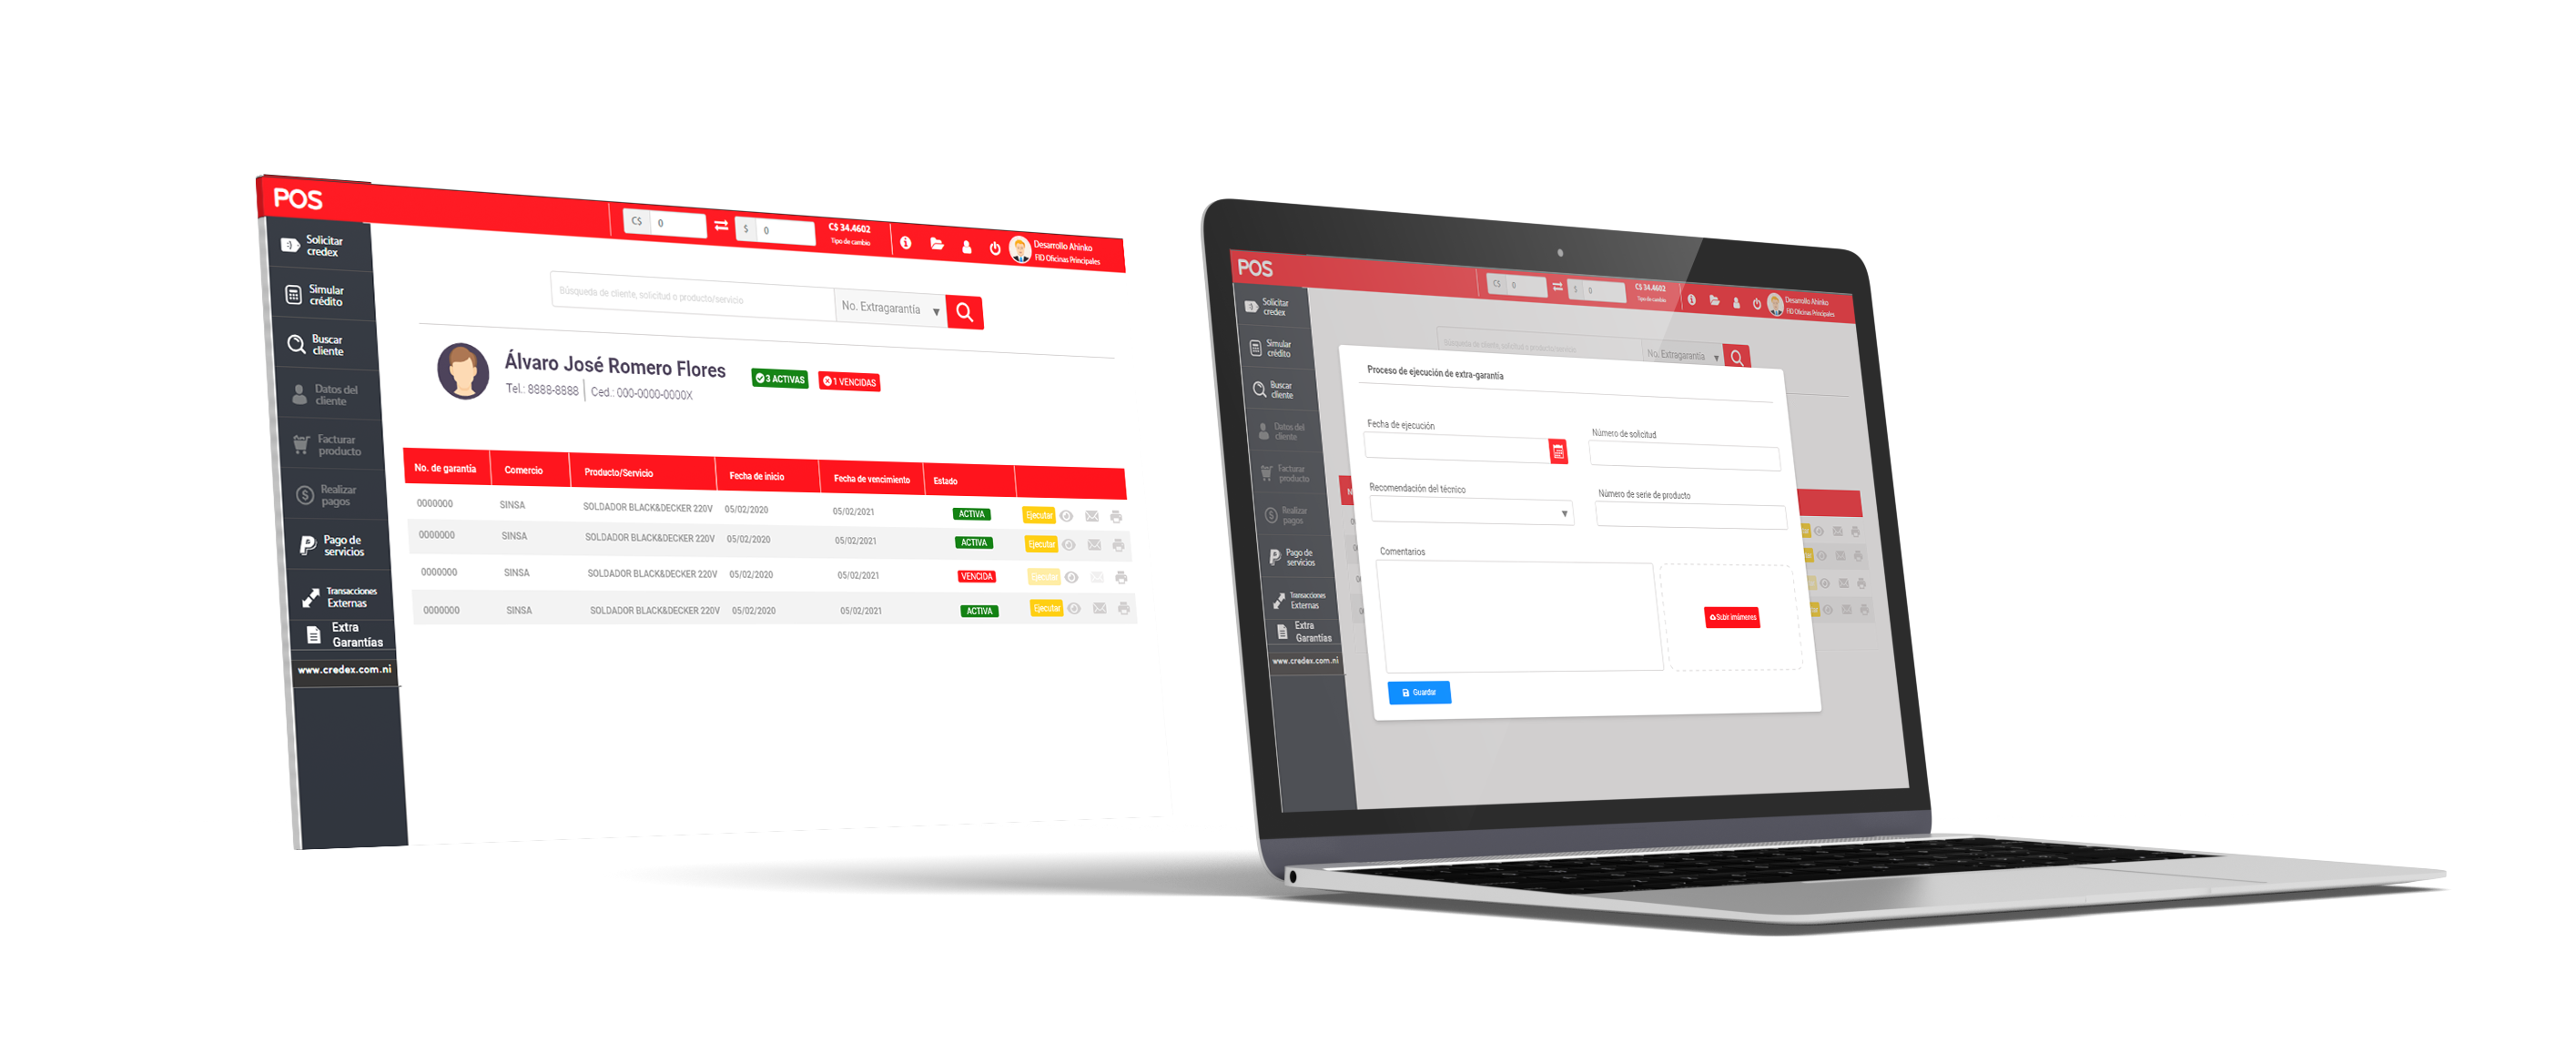 POS
C$ 0
$ 0
C$ 34.4602
Tipo de cambio
Desarrollo Ahinko
FID Oficinas Principales
Solicitar
credex
Simular
crédito
Buscar
cliente
Datos del
cliente
Facturar
producto
Realizar
pagos
Pago de
servicios
Transacciones
Externas
Extra
Garantías
www.credex.com.ni
Búsqueda de cliente, solicitud o producto/servicio
No. Extragarantía
Álvaro José Romero Flores
Tel.: 8888-8888 | Ced.: 000-0000-0000X
3 ACTIVAS
1 VENCIDAS
No. de garantía Comercio Producto/Servicio Fecha de inicio Fecha de vencimiento Estado
0000000 SINSA SOLDADOR BLACK&DECKER 220V 05/02/2020 05/02/2021 ACTIVA Ejecutar
0000000 SINSA SOLDADOR BLACK&DECKER 220V 05/02/2020 05/02/2021 ACTIVA Ejecutar
0000000 SINSA SOLDADOR BLACK&DECKER 220V 05/02/2020 05/02/2021 VENCIDA Ejecutar
0000000 SINSA SOLDADOR BLACK&DECKER 220V 05/02/2020 05/02/2021 ACTIVA Ejecutar
POS
C$ 0
$ 0
C$ 34.4602
Tipo de cambio
Desarrollo Ahinko
FID Oficinas Principales
Solicitar
credex
Simular
crédito
Buscar
cliente
Datos del
cliente
Facturar
producto
Realizar
pagos
Pago de
servicios
Transacciones
Externas
Extra
Garantías
www.credex.com.ni
Búsqueda de cliente, solicitud o producto/servicio
No. Extragarantía
Proceso de ejecución de extra-garantía
Fecha de ejecución
Número de solicitud
Recomendación del técnico
Número de serie de producto
Comentarios
Subir imámenes
Guardar